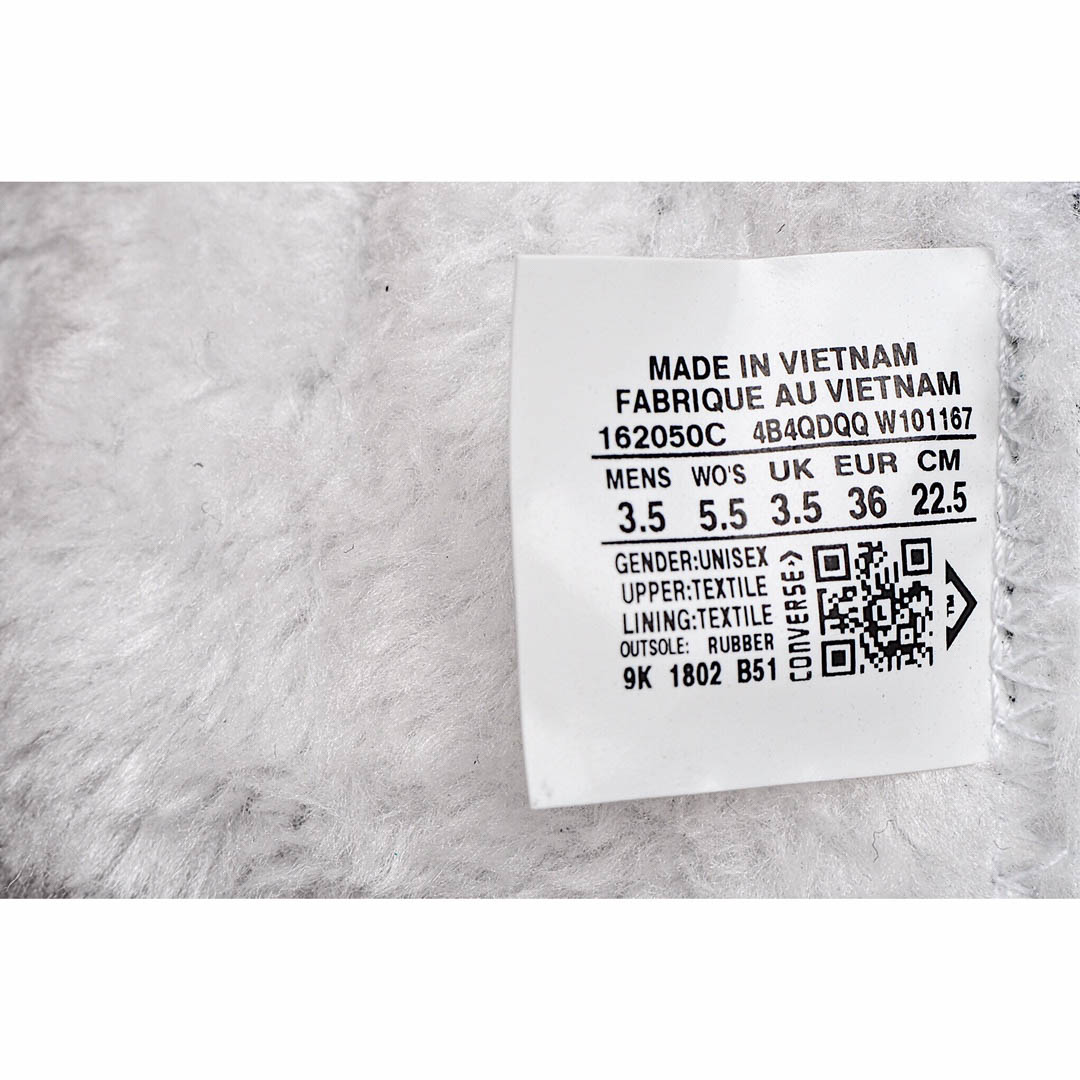 MADE IN VIETNAM
FABRIQUE AU VIETNAM
162050C 4B4QDQQ W101167
MENS WO'S UK EUR CM
3.5 5.5 3.5 36 22.5
GENDER:UNISEX
UPPER:TEXTILE
LINING:TEXTILE
OUTSOLE: RUBBER
9K 1802 B51
CONVERSE
TM